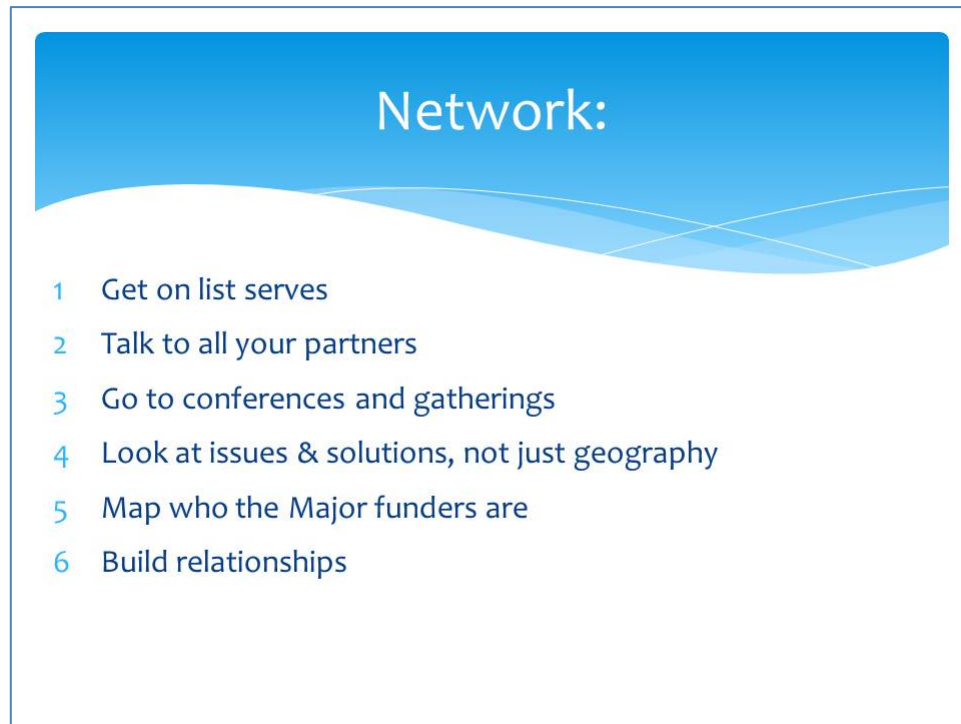 Network:
1 Get on list serves
2 Talk to all your partners
3 Go to conferences and gatherings
4 Look at issues & solutions, not just geography
5 Map who the Major funders are
6 Build relationships